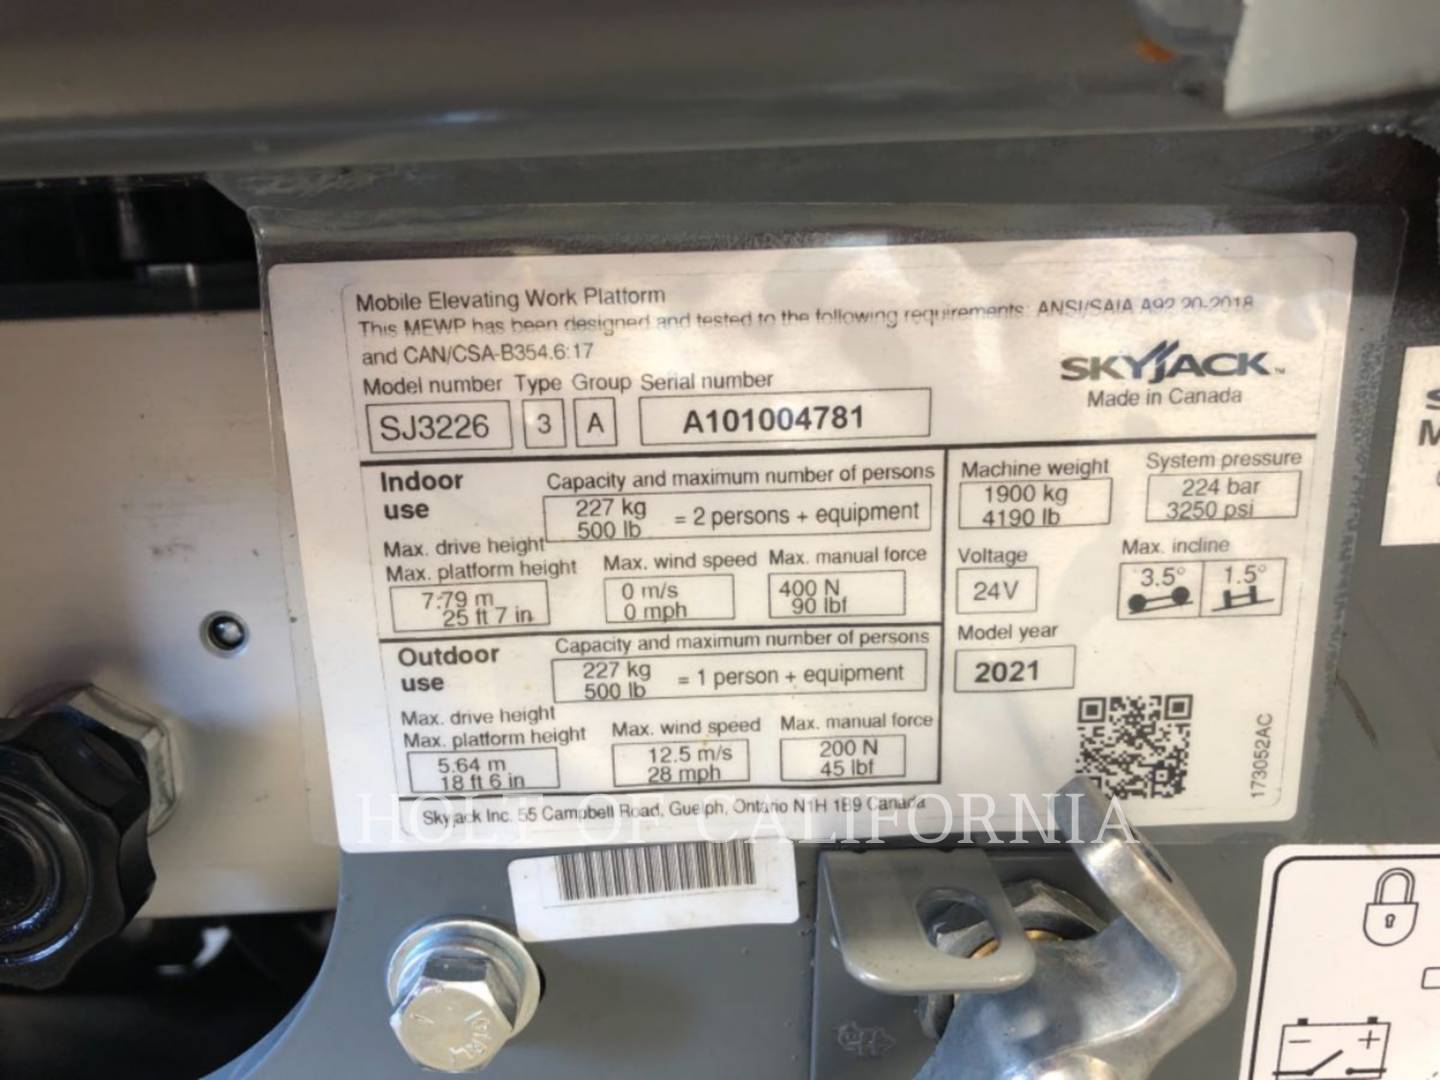 Mobile Elevating Work Platform
This MEWP has been designed and tested to the following requirements: ANSI/SAIA A92.20-2018
and CAN/CSA-B354.6:17
SKYJACK
Made in Canada
Model number Type Group Serial number
SJ3226 3 A A101004781
Indoor use
Capacity and maximum number of persons
227 kg
500 lb
= 2 persons + equipment
Max. drive height
Max. platform height
7.79 m
25 ft 7 in
Max. wind speed
0 m/s
0 mph
Max. manual force
400 N
90 lbf
Outdoor use
Capacity and maximum number of persons
227 kg
500 lb
= 1 person + equipment
Max. drive height
Max. platform height
5.64 m
18 ft 6 in
Max. wind speed
12.5 m/s
28 mph
Max. manual force
200 N
45 lbf
Machine weight
1900 kg
4190 lb
System pressure
224 bar
3250 psi
Voltage
24V
Max. incline
3.5° 1.5°
Model year
2021
173052AC
Skyjack Inc. 55 Campbell Road, Guelph, Ontario N1H 1B9 Canada
HOLT OF CALIFORNIA